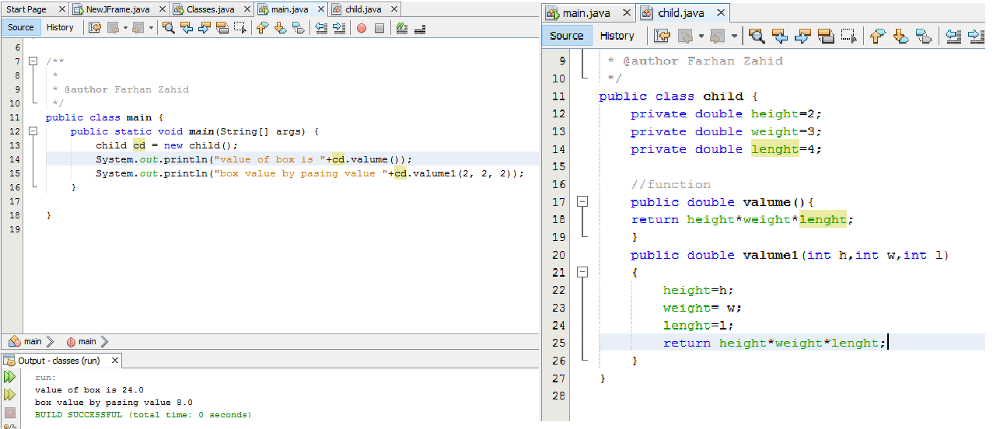 Start Page NewJFrame.java Classes.java main.java child.java
Source History
6
7 /**
8 *
9 * @author Farhan Zahid
10 */
11 public class main {
12 public static void main(String[] args) {
13 child cd = new child();
14 System.out.println("value of box is "+cd.valume());
15 System.out.println("box value by pasing value "+cd.valume1(2, 2, 2));
16 }
17
18 }
19
main main
Output - classes (run)
run:
value of box is 24.0
box value by pasing value 8.0
BUILD SUCCESSFUL (total time: 0 seconds)
main.java child.java
Source History
9 * @author Farhan Zahid
10 */
11 public class child {
12 private double height=2;
13 private double weight=3;
14 private double lenght=4;
15
16 //function
17 public double valume(){
18 return height*weight*lenght;
19 }
20 public double valume1(int h,int w,int l)
21 {
22 height=h;
23 weight= w;
24 lenght=l;
25 return height*weight*lenght;
26 }
27 }
28